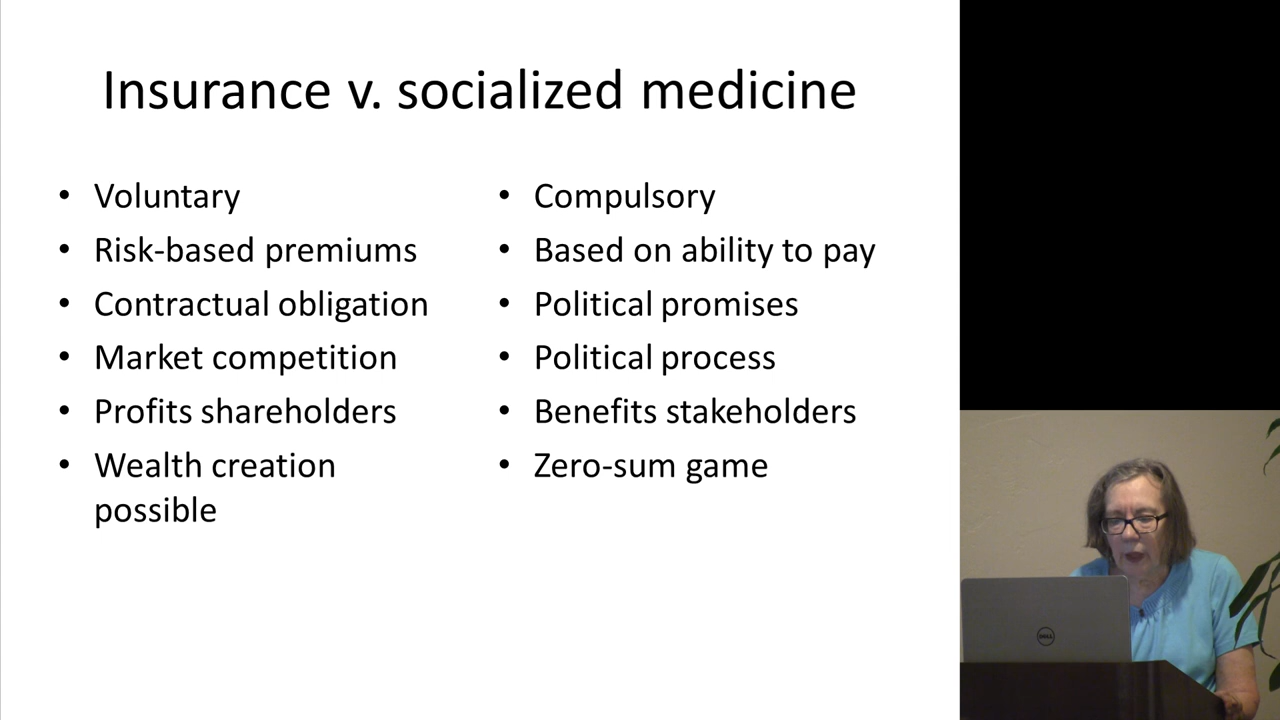 Insurance v. socialized medicine
• Voluntary
• Risk-based premiums
• Contractual obligation
• Market competition
• Profits shareholders
• Wealth creation
possible
• Compulsory
• Based on ability to pay
• Political promises
• Political process
• Benefits stakeholders
• Zero-sum game
DELL